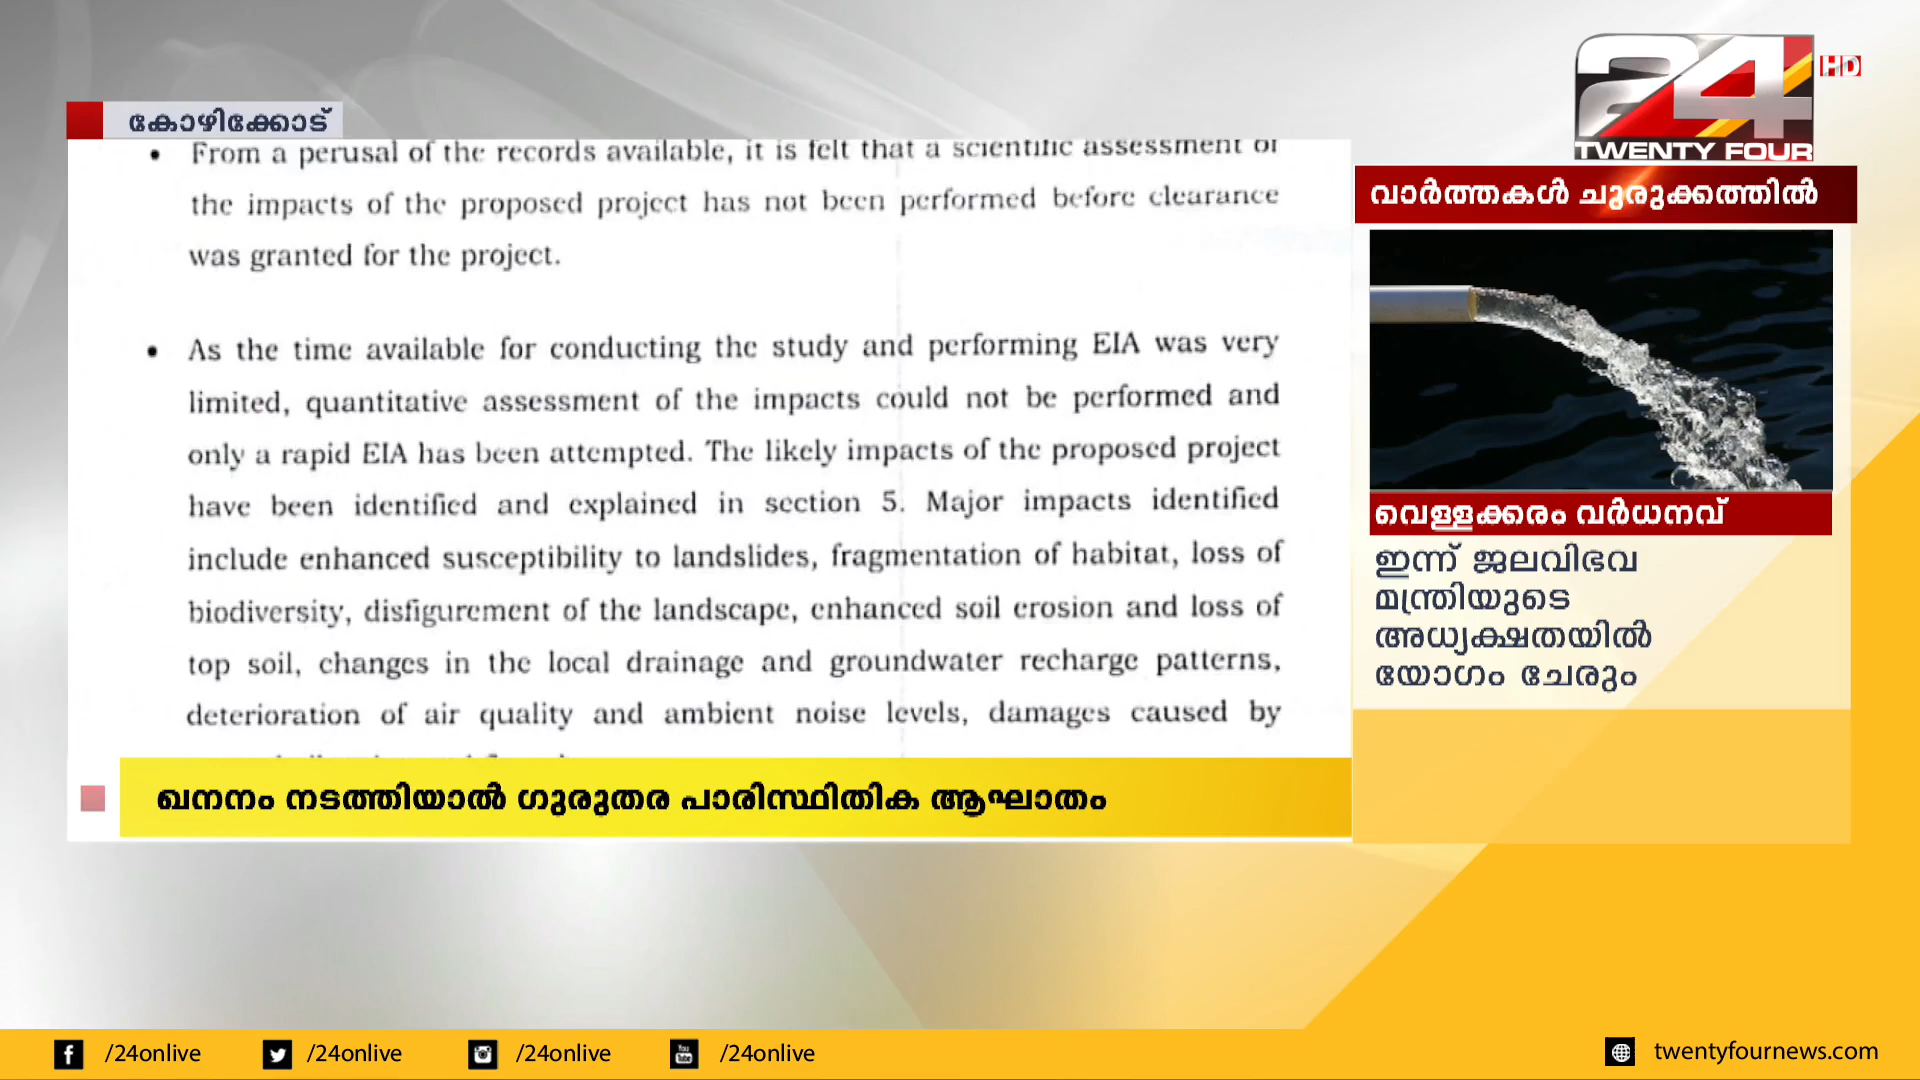 24
HD
TWENTY FOUR
കോഴിക്കോട്
• From a perusal of the records available, it is felt that a scientific assessment of
the impacts of the proposed project has not been performed before clearance
was granted for the project.
• As the time available for conducting the study and performing EIA was very
limited, quantitative assessment of the impacts could not be performed and
only a rapid EIA has been attempted. The likely impacts of the proposed project
have been identified and explained in section 5. Major impacts identified
include enhanced susceptibility to landslides, fragmentation of habitat, loss of
biodiversity, disfigurement of the landscape, enhanced soil erosion and loss of
top soil, changes in the local drainage and groundwater recharge patterns,
deterioration of air quality and ambient noise levels, damages caused by
ഖനനം നടത്തിയാൽ ഗുരുതര പാരിസ്ഥിതിക ആഘാതം
വാർത്തകൾ ചുരുക്കത്തിൽ
വെള്ളക്കരം വർധനവ്
ഇന്ന് ജലവിഭവ
മന്ത്രിയുടെ
അധ്യക്ഷതയിൽ
യോഗം ചേരും
/24onlive
/24onlive
/24onlive
You Tube /24onlive
twentyfournews.com